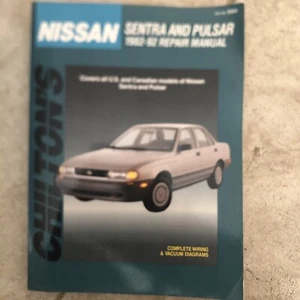 NISSAN
SENTRA AND PULSAR
1982-92 REPAIR MANUAL
Covers all U.S. and Canadian models of Nissan
Sentra and Pulsar
CHILTON'S
COMPLETE WIRING
& VACUUM DIAGRAMS